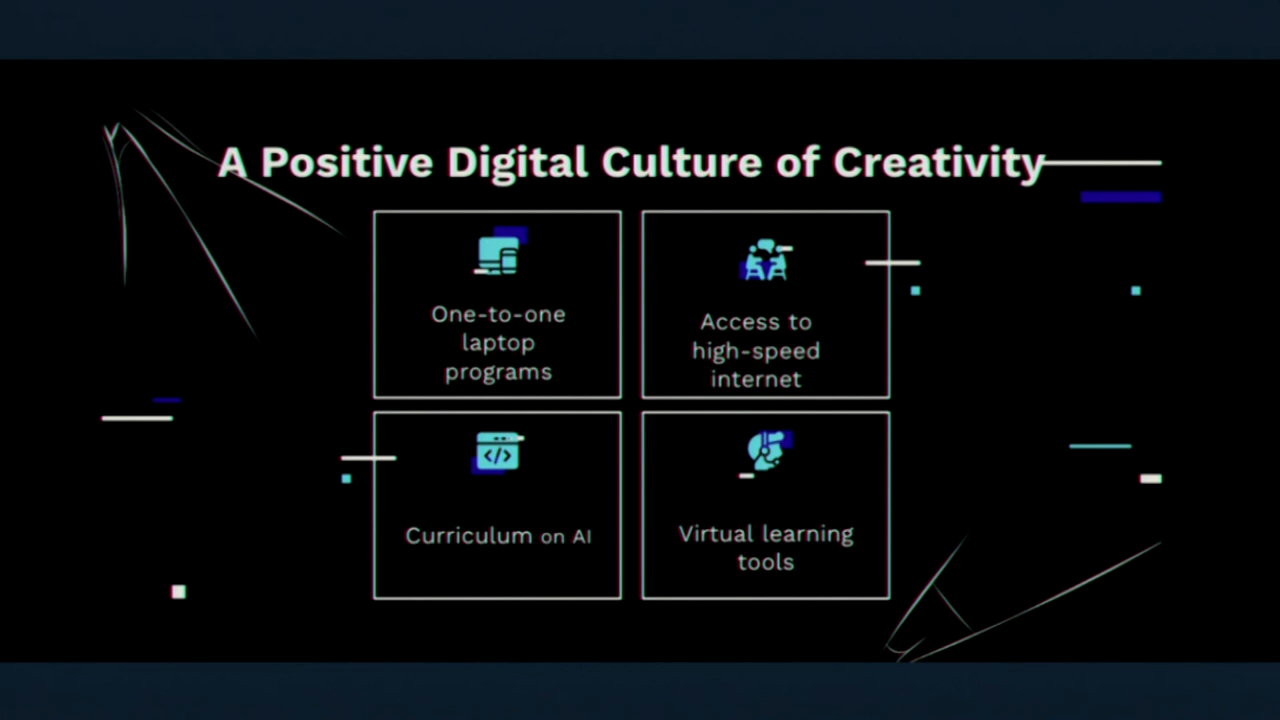 A Positive Digital Culture of Creativity
One-to-one
laptop
programs
Access to
high-speed
internet
</>
Curriculum on AI
Virtual learning
tools